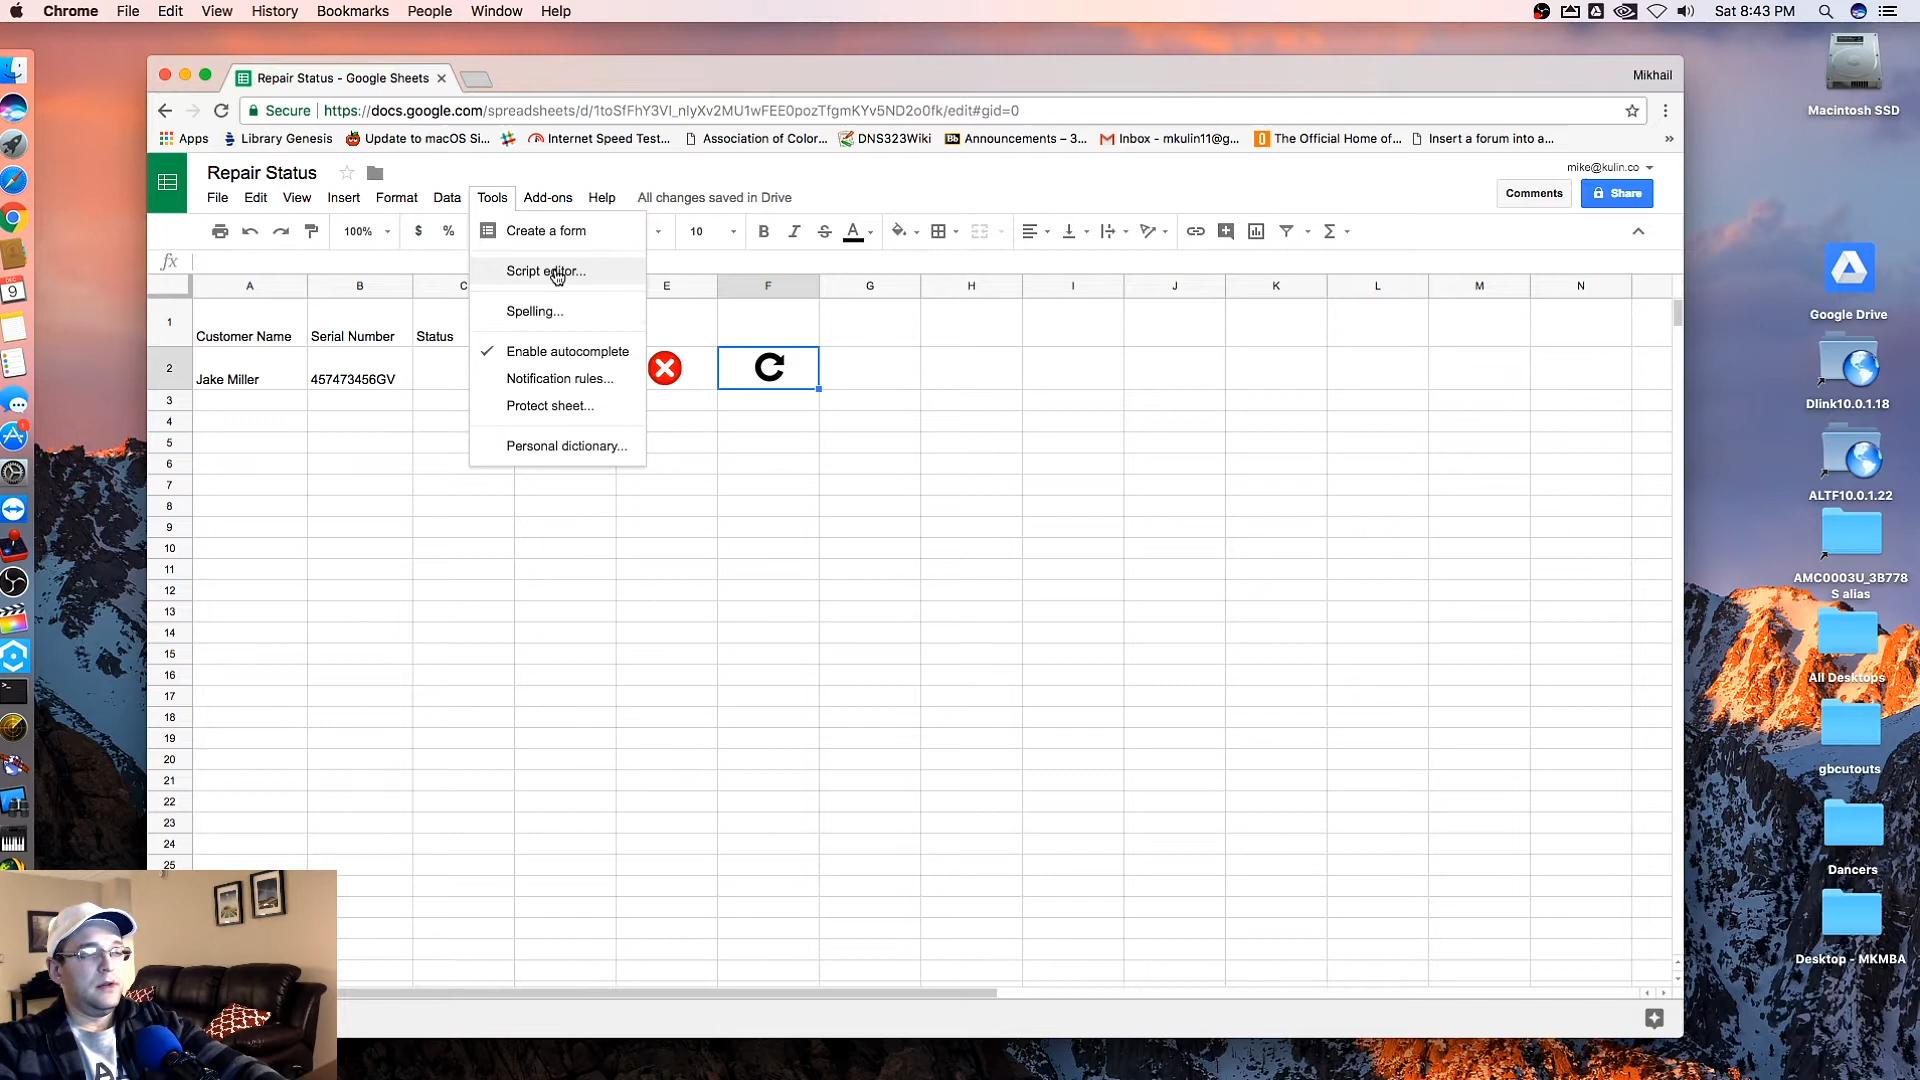 Chrome File Edit View History Bookmarks People Window Help Sat 8:43 PM
Macintosh SSD
Repair Status - Google Sheets Mikhail
Secure https://docs.google.com/spreadsheets/d/
Apps Library Genesis Update to macOS Si... Internet Speed Test... Association of Color... DNS323Wiki Announcements – 3... Inbox - mkulin11@g... The Official Home of... Insert a forum into a... »
Repair Status mike@kulin.co
File Edit View Insert Format Data Tools Add-ons Help All changes saved in Drive Comments Share
100% $ % 10 B I S A Σ
Create a form
fx
Script editor...
Spelling...
Enable autocomplete
Notification rules...
Protect sheet...
Personal dictionary...
A B C E F G H I J K L M N
1 Customer Name Serial Number Status
2 Jake Miller 457473456GV
3
4
5
6
7
8
9
10
11
12
13
14
15
16
17
18
19
20
21
22
23
24
25
DEC
9
Google Drive
Dlink10.0.1.18
ALTF10.0.1.22
AMC0003U_3B778
S alias
All Desktops
gbcutouts
Dancers
Desktop - MKMBA